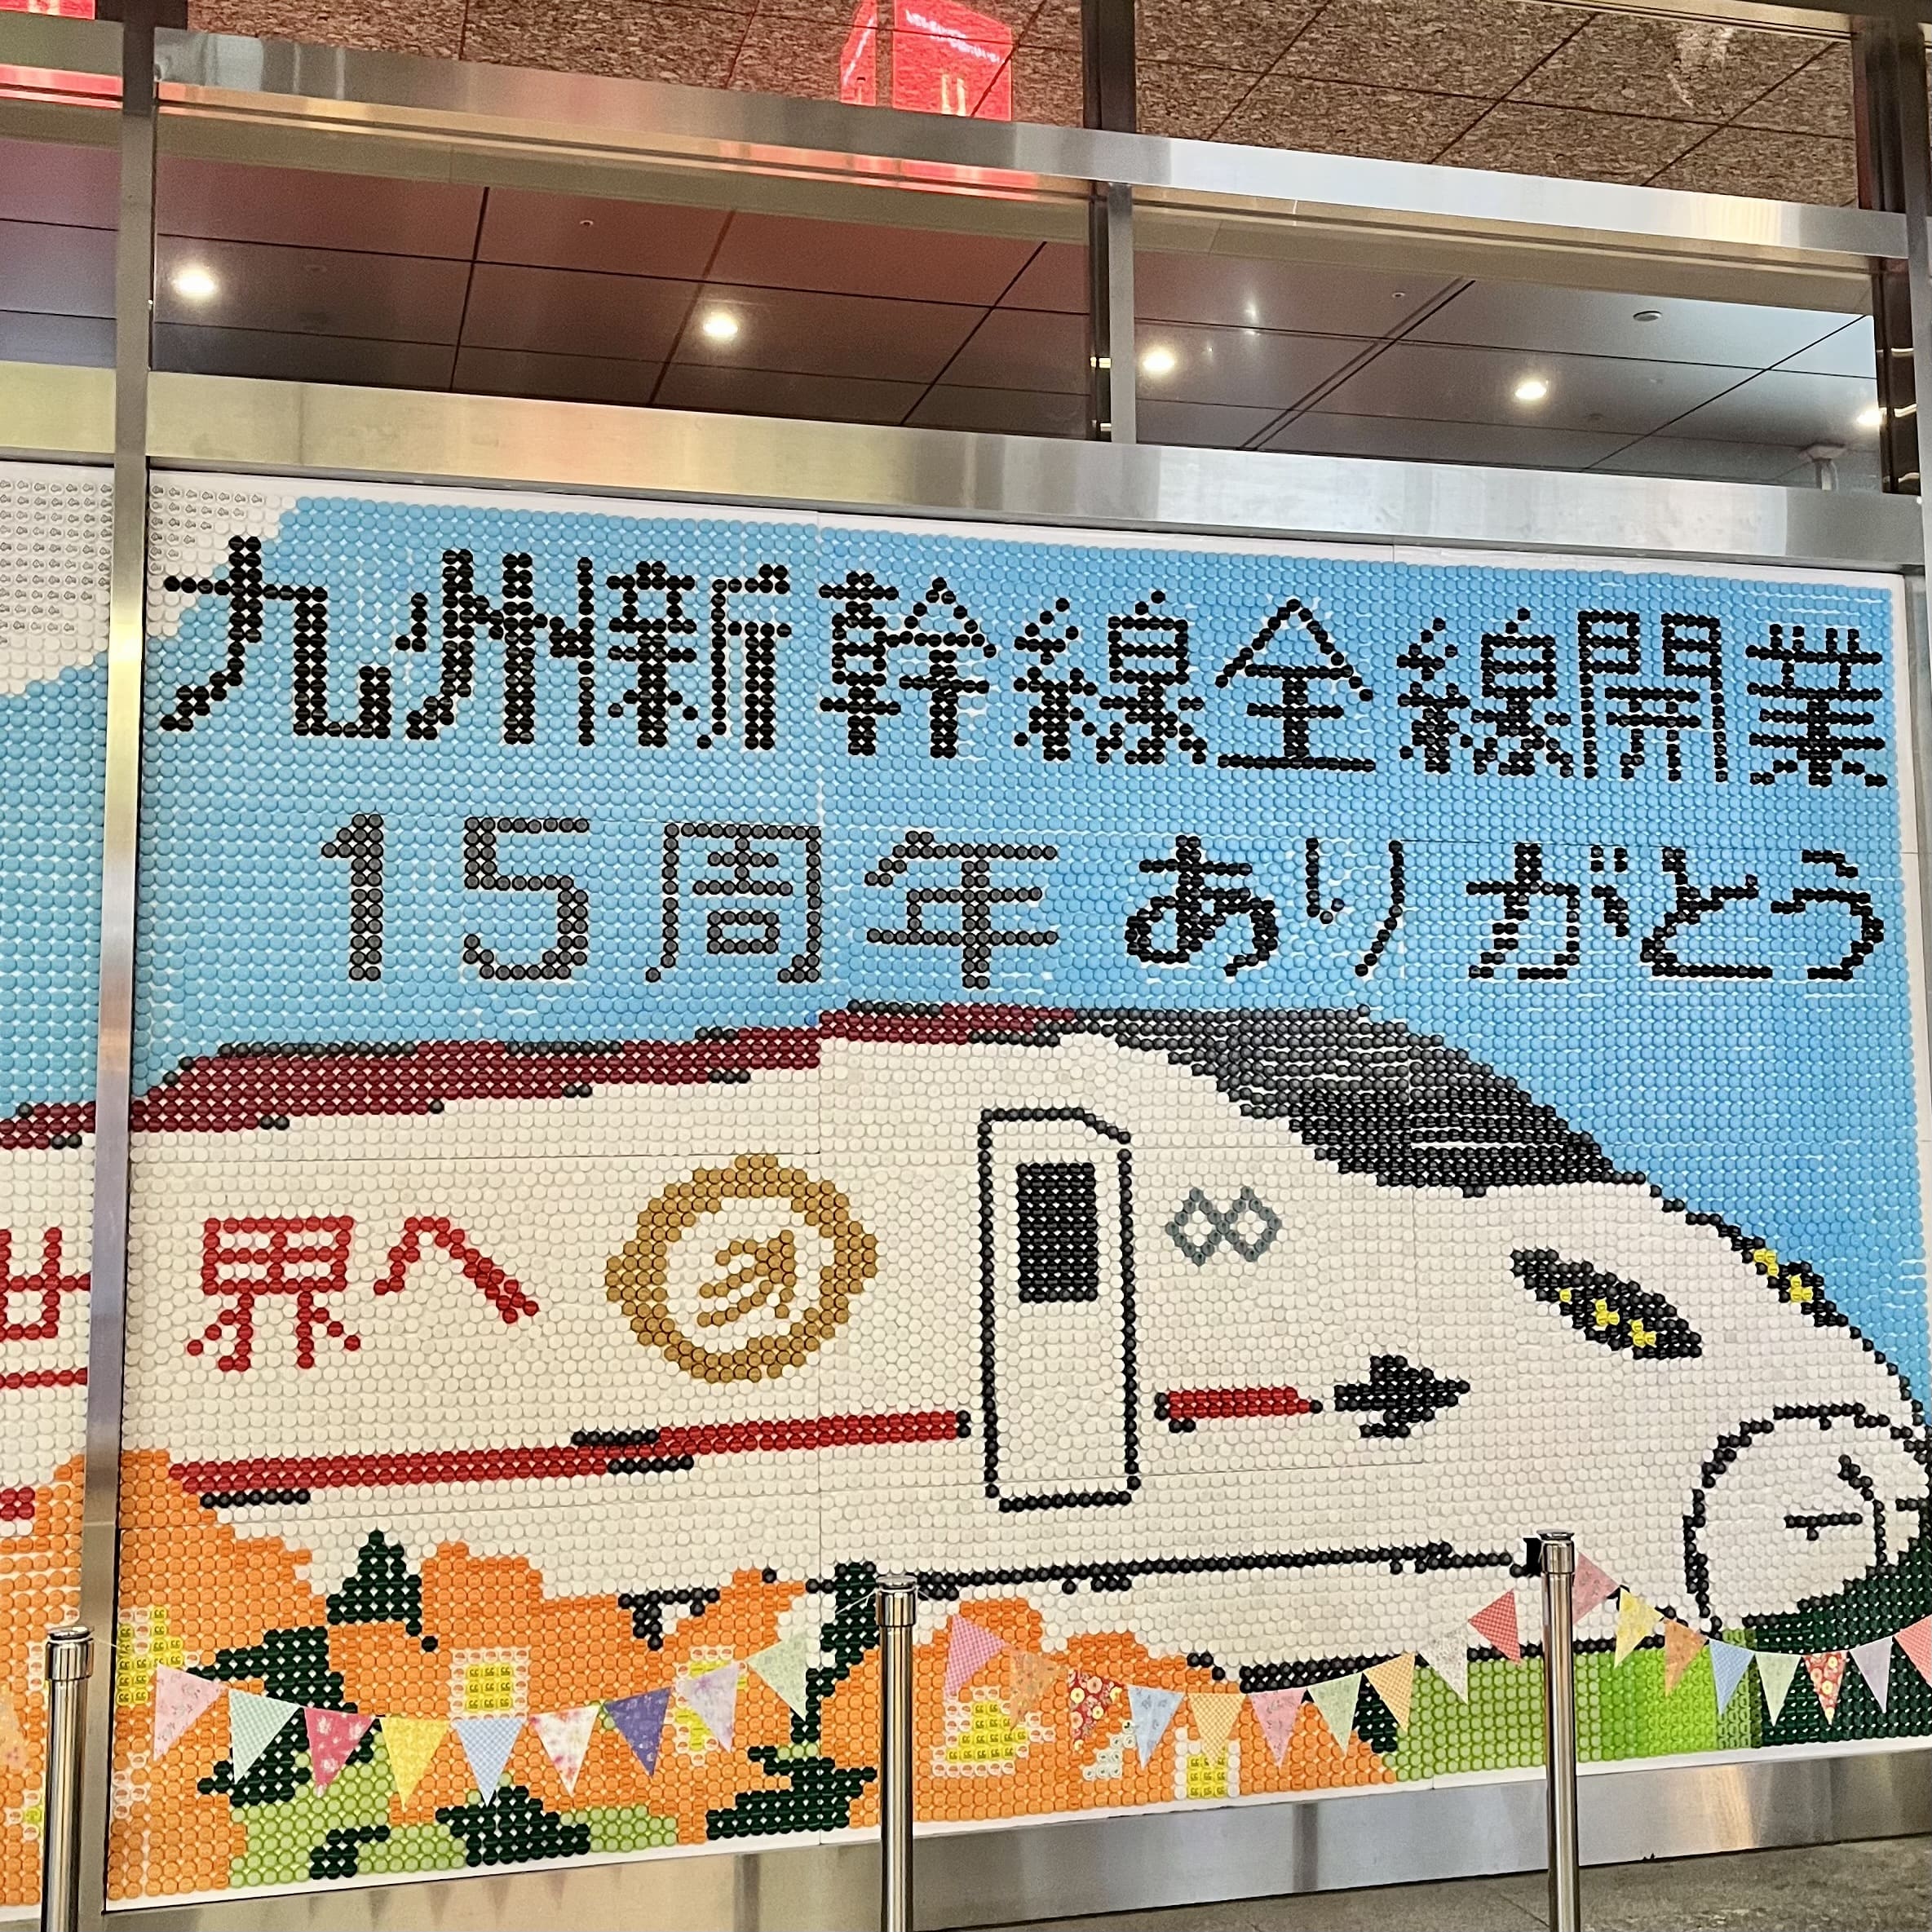 九州新幹線全線開業
15周年ありがとう
世界へ